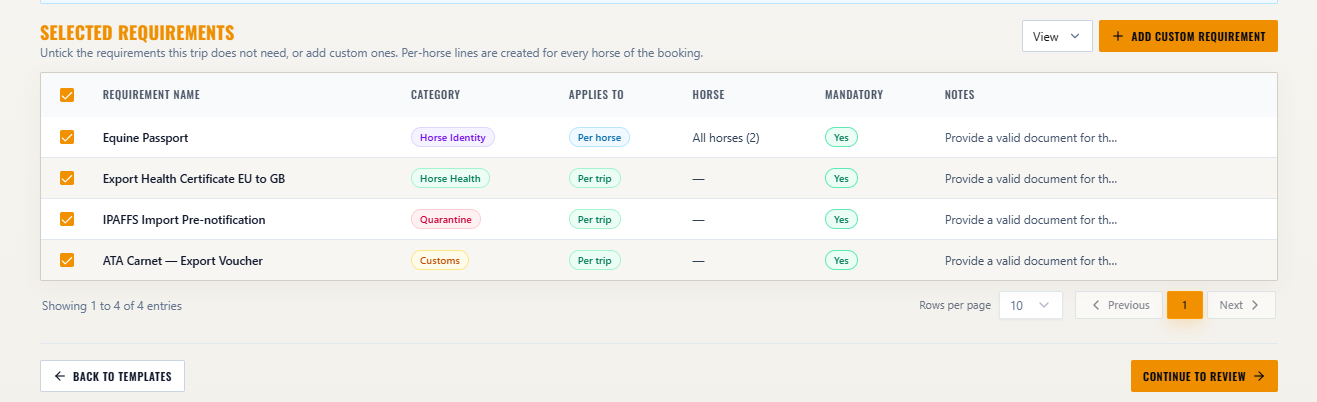 SELECTED REQUIREMENTS
Untick the requirements this trip does not need, or add custom ones. Per-horse lines are created for every horse of the booking.
View
ADD CUSTOM REQUIREMENT
REQUIREMENT NAME CATEGORY APPLIES TO HORSE MANDATORY NOTES
Equine Passport Horse Identity Per horse All horses (2) Yes Provide a valid document for th...
Export Health Certificate EU to GB Horse Health Per trip — Yes Provide a valid document for th...
IPAFFS Import Pre-notification Quarantine Per trip — Yes Provide a valid document for th...
ATA Carnet — Export Voucher Customs Per trip — Yes Provide a valid document for th...
Showing 1 to 4 of 4 entries Rows per page 10 Previous 1 Next
BACK TO TEMPLATES CONTINUE TO REVIEW